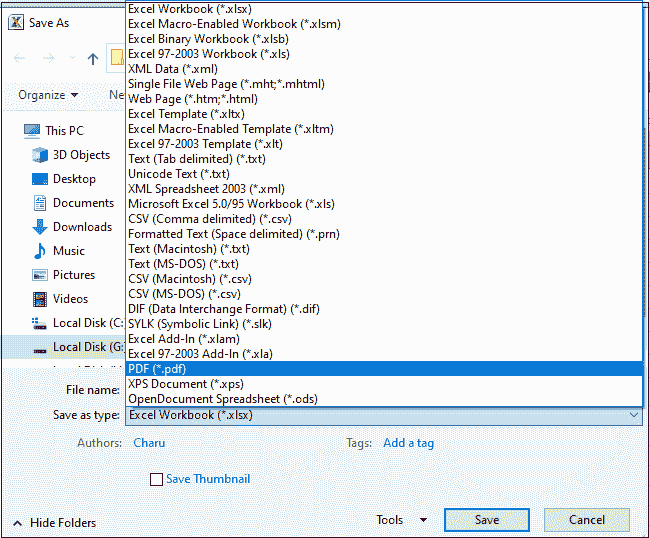 Save As
Organize
Ne
This PC
3D Objects
Desktop
Documents
Downloads
Music
Pictures
Videos
Local Disk (C:
Local Disk (G:
Excel Workbook (*.xlsx)
Excel Macro-Enabled Workbook (*.xlsm)
Excel Binary Workbook (*.xlsb)
Excel 97-2003 Workbook (*.xls)
XML Data (*.xml)
Single File Web Page (*.mht;*.mhtml)
Web Page (*.htm;*.html)
Excel Template (*.xltx)
Excel Macro-Enabled Template (*.xltm)
Excel 97-2003 Template (*.xlt)
Text (Tab delimited) (*.txt)
Unicode Text (*.txt)
XML Spreadsheet 2003 (*.xml)
Microsoft Excel 5.0/95 Workbook (*.xls)
CSV (Comma delimited) (*.csv)
Formatted Text (Space delimited) (*.prn)
Text (Macintosh) (*.txt)
Text (MS-DOS) (*.txt)
CSV (Macintosh) (*.csv)
CSV (MS-DOS) (*.csv)
DIF (Data Interchange Format) (*.dif)
SYLK (Symbolic Link) (*.slk)
Excel Add-In (*.xlam)
Excel 97-2003 Add-In (*.xla)
PDF (*.pdf)
XPS Document (*.xps)
OpenDocument Spreadsheet (*.ods)
File name:
Save as type: Excel Workbook (*.xlsx)
Authors: Charu Tags: Add a tag
Save Thumbnail
Hide Folders Tools Save Cancel